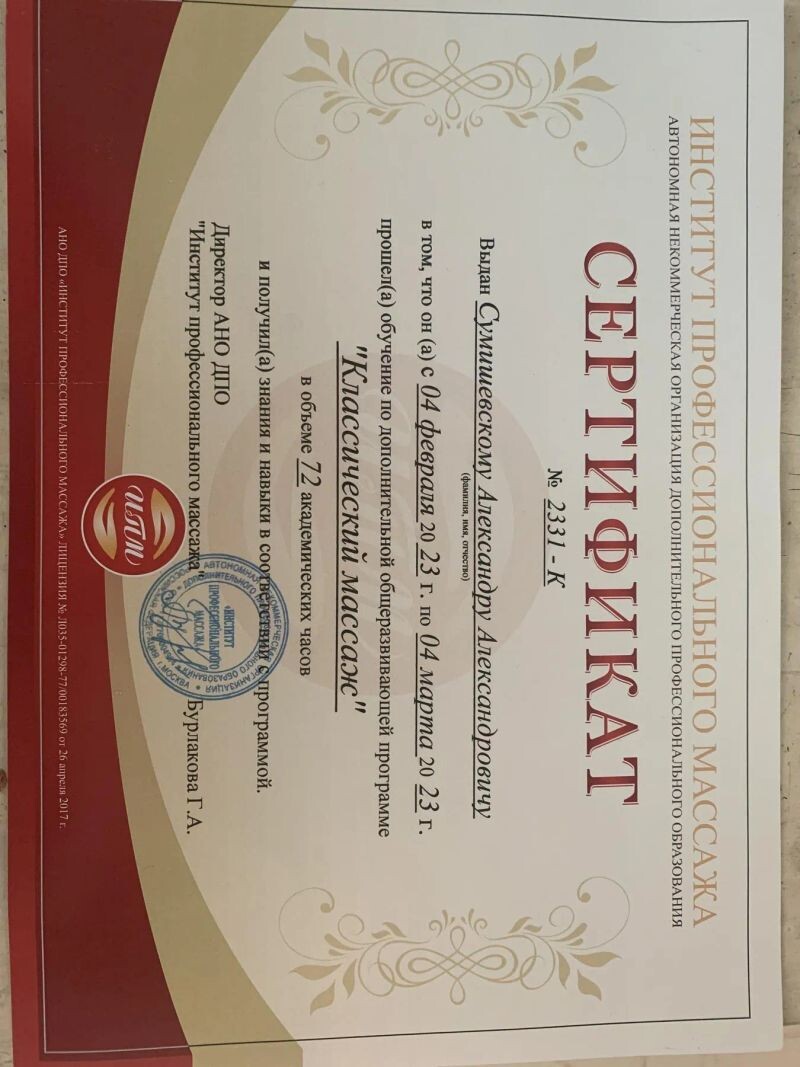 ИНСТИТУТ ПРОФЕССИОНАЛЬНОГО МАССАЖА
АВТОНОМНАЯ НЕКОММЕРЧЕСКАЯ ОРГАНИЗАЦИЯ ДОПОЛНИТЕЛЬНОГО ПРОФЕССИОНАЛЬНОГО ОБРАЗОВАНИЯ
СЕРТИФИКАТ
№ 2331 - К
Выдан Сумишевскому Александру Александровичу
(фамилия, имя, отчество)
в том, что он (а) с 04 февраля 20 23 г. по 04 марта 20 23 г.
прошел(а) обучение по дополнительной общеразвивающей программе
"Классический массаж"
в объеме 72 академических часов
и получил(а) знания и навыки в соответствии с программой.
Директор АНО ДПО
"Институт профессионального массажа" Бурлакова Г.А.
«ИНСТИТУТ
ПРОФЕССИОНАЛЬНОГО
МАССАЖА»
ИПМ
АНО ДПО «ИНСТИТУТ ПРОФЕССИОНАЛЬНОГО МАССАЖА» ЛИЦЕНЗИЯ № Л035-01298-77/00183569 от 26 апреля 2017 г.